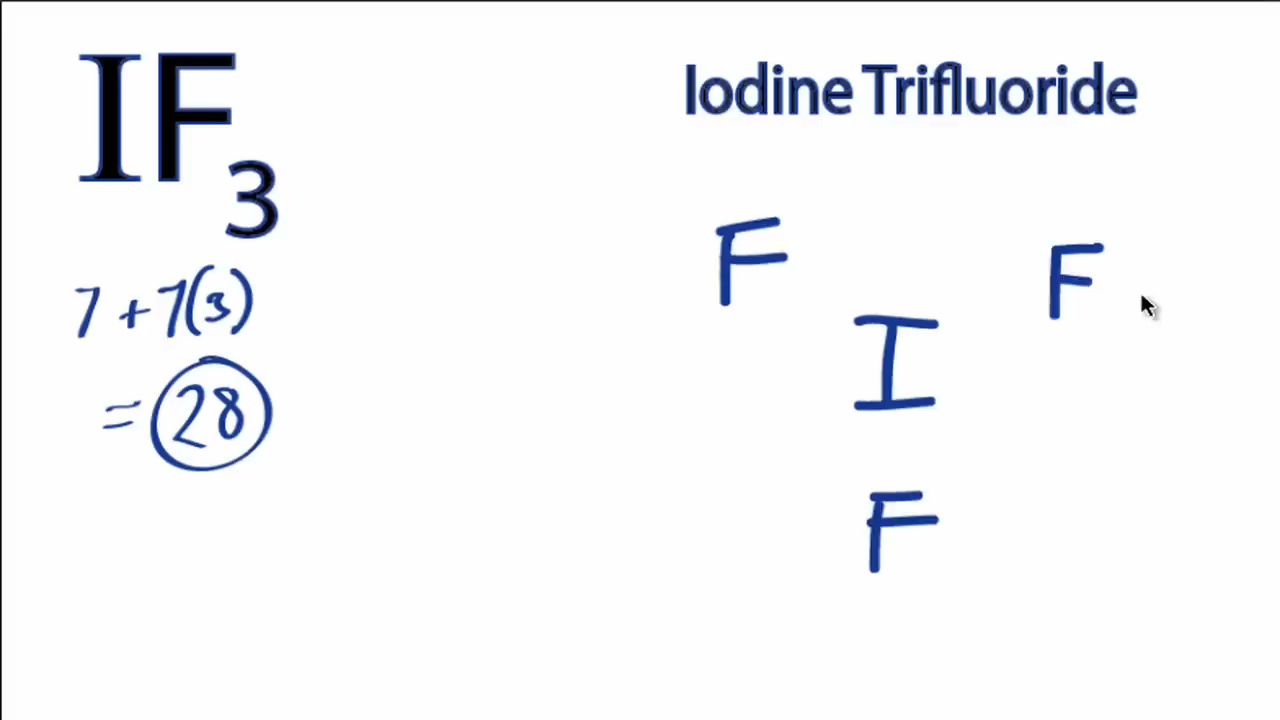 IF₃
Iodine Trifluoride
7 + 7(3)
= 28
F F
I
F